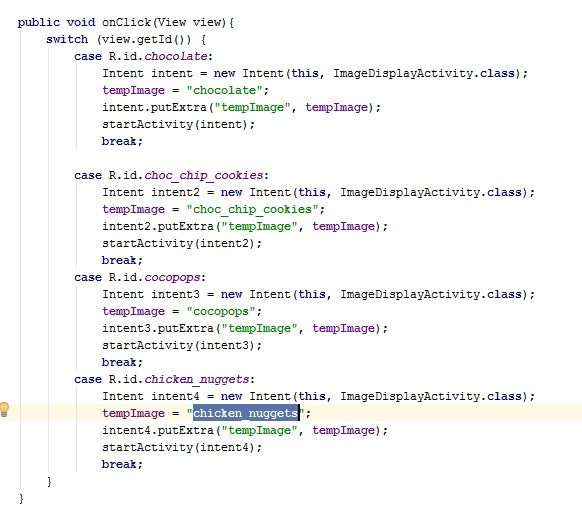 public void onClick(View view){
switch (view.getId()) {
case R.id.chocolate:
Intent intent = new Intent(this, ImageDisplayActivity.class);
tempImage = "chocolate";
intent.putExtra("tempImage", tempImage);
startActivity(intent);
break;
case R.id.choc_chip_cookies:
Intent intent2 = new Intent(this, ImageDisplayActivity.class);
tempImage = "choc_chip_cookies";
intent2.putExtra("tempImage", tempImage);
startActivity(intent2);
break;
case R.id.cocopops:
Intent intent3 = new Intent(this, ImageDisplayActivity.class);
tempImage = "cocopops";
intent3.putExtra("tempImage", tempImage);
startActivity(intent3);
break;
case R.id.chicken_nuggets:
Intent intent4 = new Intent(this, ImageDisplayActivity.class);
tempImage = "chicken_nuggets";
intent4.putExtra("tempImage", tempImage);
startActivity(intent4);
break;
}
}